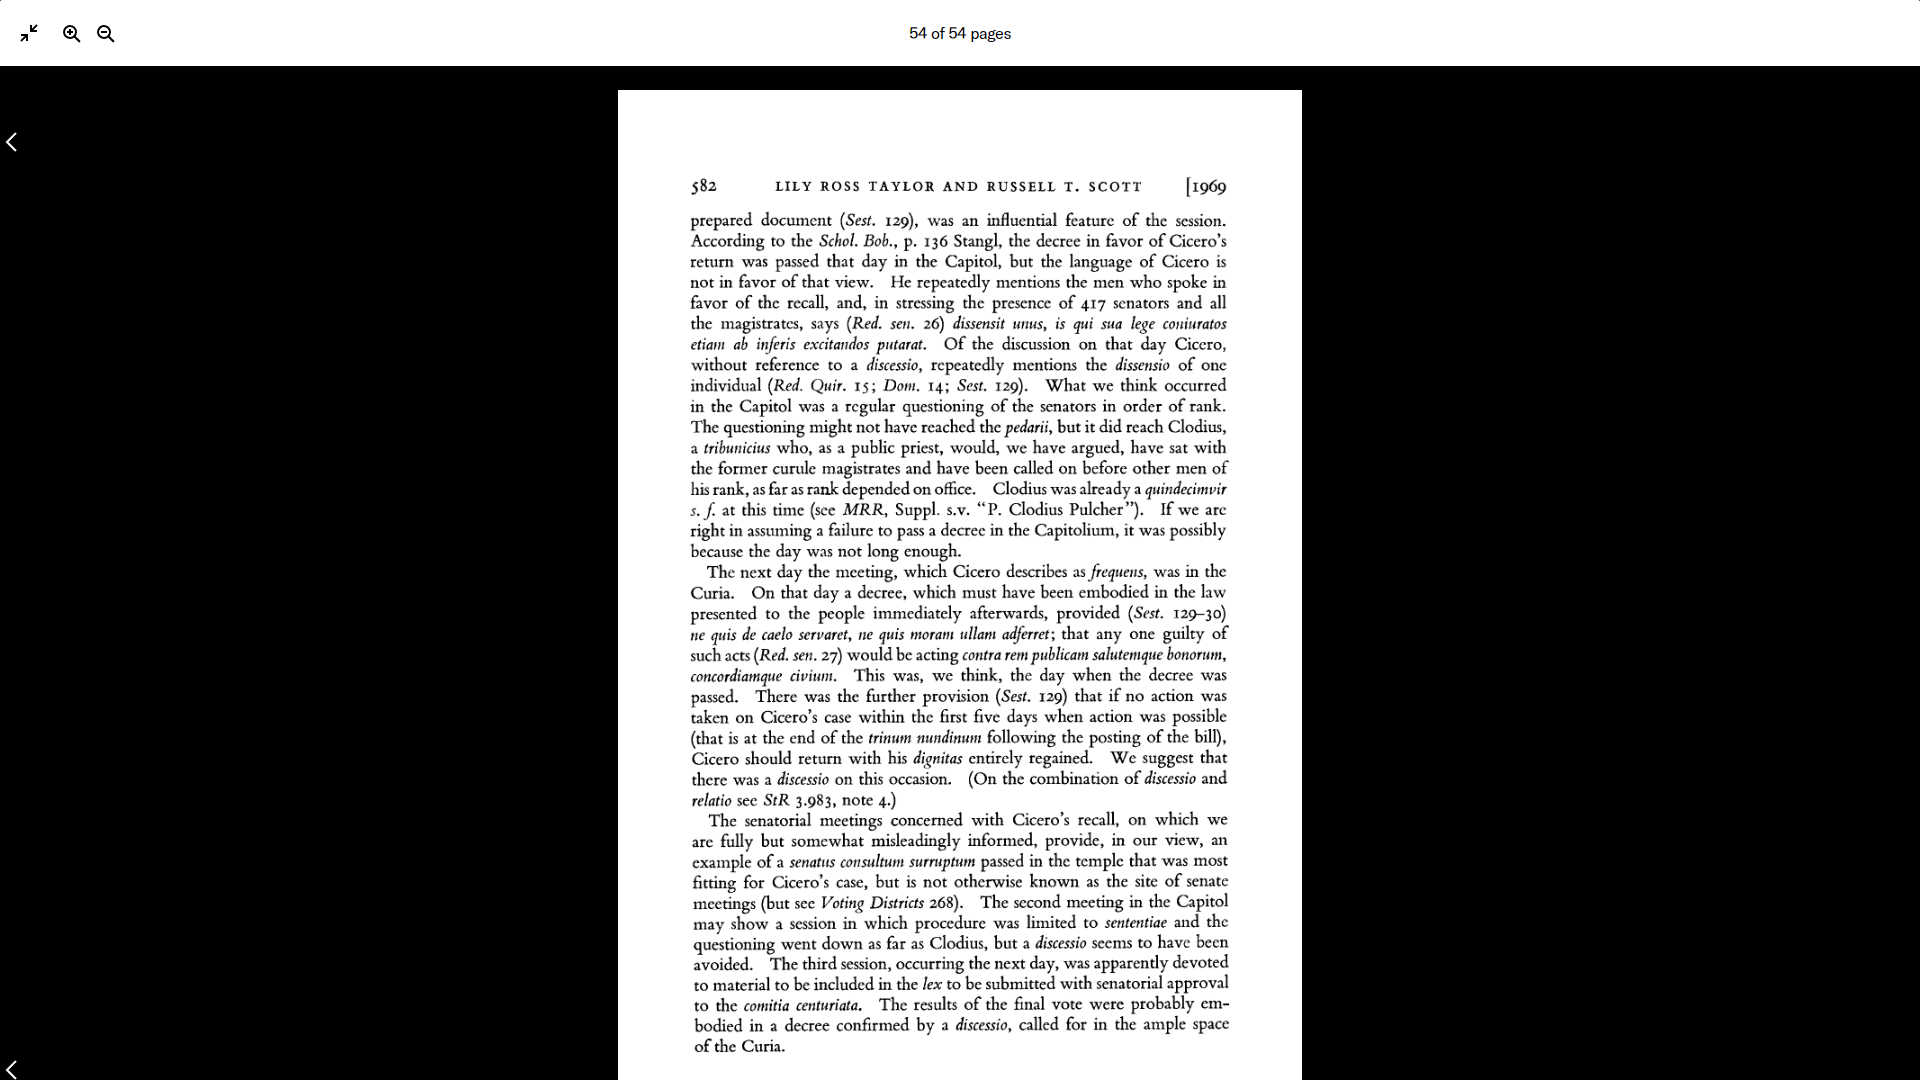 54 of 54 pages
582 LILY ROSS TAYLOR AND RUSSELL T. SCOTT [1969
prepared document (Sest. 129), was an influential feature of the session.
According to the Schol. Bob., p. 136 Stangl, the decree in favor of Cicero's
return was passed that day in the Capitol, but the language of Cicero is
not in favor of that view. He repeatedly mentions the men who spoke in
favor of the recall, and, in stressing the presence of 417 senators and all
the magistrates, says (Red. sen. 26) dissensit unus, is qui sua lege coniuratos
etiam ab inferis excitandos putarat. Of the discussion on that day Cicero,
without reference to a discessio, repeatedly mentions the dissensio of one
individual (Red. Quir. 15; Dom. 14; Sest. 129). What we think occurred
in the Capitol was a regular questioning of the senators in order of rank.
The questioning might not have reached the pedarii, but it did reach Clodius,
a tribunicius who, as a public priest, would, we have argued, have sat with
the former curule magistrates and have been called on before other men of
his rank, as far as rank depended on office. Clodius was already a quindecimvir
s. f. at this time (see MRR, Suppl. s.v. "P. Clodius Pulcher"). If we are
right in assuming a failure to pass a decree in the Capitolium, it was possibly
because the day was not long enough.
The next day the meeting, which Cicero describes as frequens, was in the
Curia. On that day a decree, which must have been embodied in the law
presented to the people immediately afterwards, provided (Sest. 129–30)
ne quis de caelo servaret, ne quis moram ullam adferret; that any one guilty of
such acts (Red. sen. 27) would be acting contra rem publicam salutemque bonorum,
concordiamque civium. This was, we think, the day when the decree was
passed. There was the further provision (Sest. 129) that if no action was
taken on Cicero's case within the first five days when action was possible
(that is at the end of the trinum nundinum following the posting of the bill),
Cicero should return with his dignitas entirely regained. We suggest that
there was a discessio on this occasion. (On the combination of discessio and
relatio see StR 3.983, note 4.)
The senatorial meetings concerned with Cicero's recall, on which we
are fully but somewhat misleadingly informed, provide, in our view, an
example of a senatus consultum surruptum passed in the temple that was most
fitting for Cicero's case, but is not otherwise known as the site of senate
meetings (but see Voting Districts 268). The second meeting in the Capitol
may show a session in which procedure was limited to sententiae and the
questioning went down as far as Clodius, but a discessio seems to have been
avoided. The third session, occurring the next day, was apparently devoted
to material to be included in the lex to be submitted with senatorial approval
to the comitia centuriata. The results of the final vote were probably em-
bodied in a decree confirmed by a discessio, called for in the ample space
of the Curia.